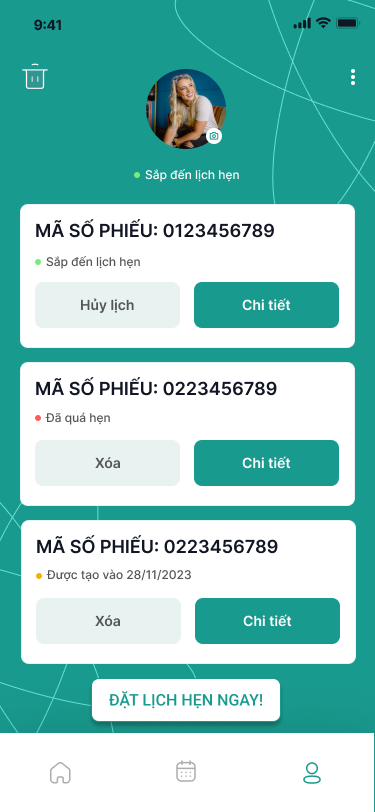 9:41
Sắp đến lịch hẹn
MÃ SỐ PHIẾU: 0123456789
Sắp đến lịch hẹn
Hủy lịch
Chi tiết
MÃ SỐ PHIẾU: 0223456789
Đã quá hẹn
Xóa
Chi tiết
MÃ SỐ PHIẾU: 0223456789
Được tạo vào 28/11/2023
Xóa
Chi tiết
ĐẶT LỊCH HẸN NGAY!